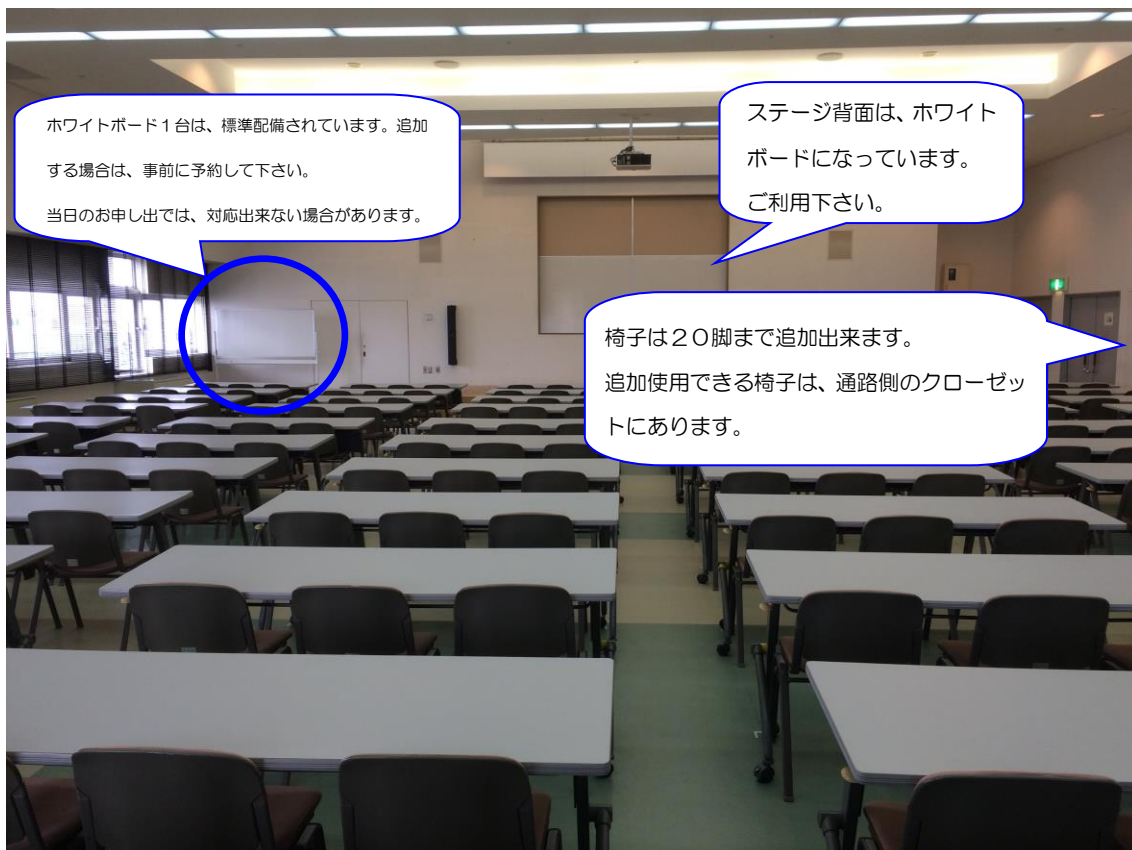 ホワイトボード１台は、標準配備されています。追加
する場合は、事前に予約して下さい。
当日のお申し出では、対応出来ない場合があります。
ステージ背面は、ホワイト
ボードになっています。
ご利用下さい。
椅子は２０脚まで追加出来ます。
追加使用できる椅子は、通路側のクローゼッ
トにあります。